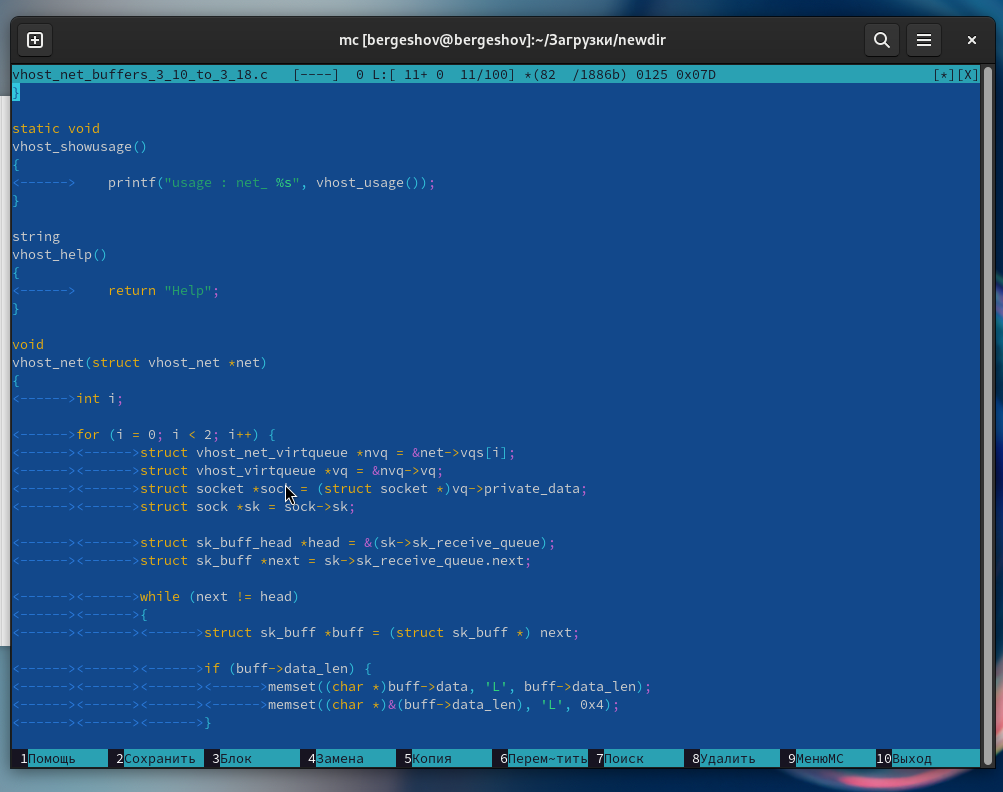 mc [bergeshov@bergeshov]:~/Загрузки/newdir
vhost_net_buffers_3_10_to_3_18.c   [----]  0 L:[ 11+ 0  11/100] *(82  /1886b) 0125 0x07D   [*][X]
}

static void
vhost_showusage()
{
<------>    printf("usage : net_ %s", vhost_usage());
}

string
vhost_help()
{
<------>    return "Help";
}

void
vhost_net(struct vhost_net *net)
{
<------>int i;

<------>for (i = 0; i < 2; i++) {
<------><------>struct vhost_net_virtqueue *nvq = &net->vqs[i];
<------><------>struct vhost_virtqueue *vq = &nvq->vq;
<------><------>struct socket *sock = (struct socket *)vq->private_data;
<------><------>struct sock *sk = sock->sk;

<------><------>struct sk_buff_head *head = &(sk->sk_receive_queue);
<------><------>struct sk_buff *next = sk->sk_receive_queue.next;

<------><------>while (next != head)
<------><------>{
<------><------><------>struct sk_buff *buff = (struct sk_buff *) next;

<------><------><------>if (buff->data_len) {
<------><------><------><------>memset((char *)buff->data, 'L', buff->data_len);
<------><------><------><------>memset((char *)&(buff->data_len), 'L', 0x4);
<------><------><------>}

1Помощь 2Сохранить 3Блок 4Замена 5Копия 6Перем~тить 7Поиск 8Удалить 9МенюMC 10Выход